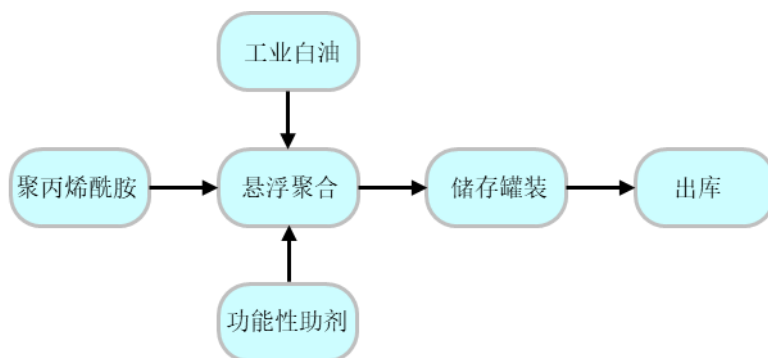 工业白油
聚丙烯酰胺
悬浮聚合
储存罐装
出库
功能性助剂